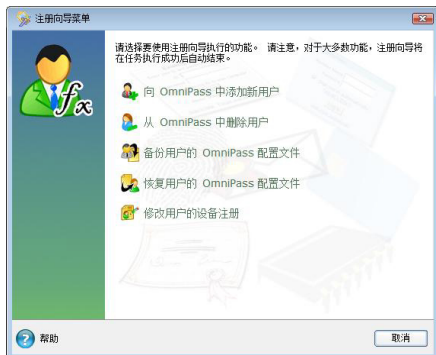 注册向导菜单
请选择要使用注册向导执行的功能。 请注意，对于大多数功能，注册向导将
在任务执行成功后自动结束。
fx
向 OmniPass 中添加新用户
从 OmniPass 中删除用户
备份用户的 OmniPass 配置文件
恢复用户的 OmniPass 配置文件
修改用户的设备注册
帮助
取消